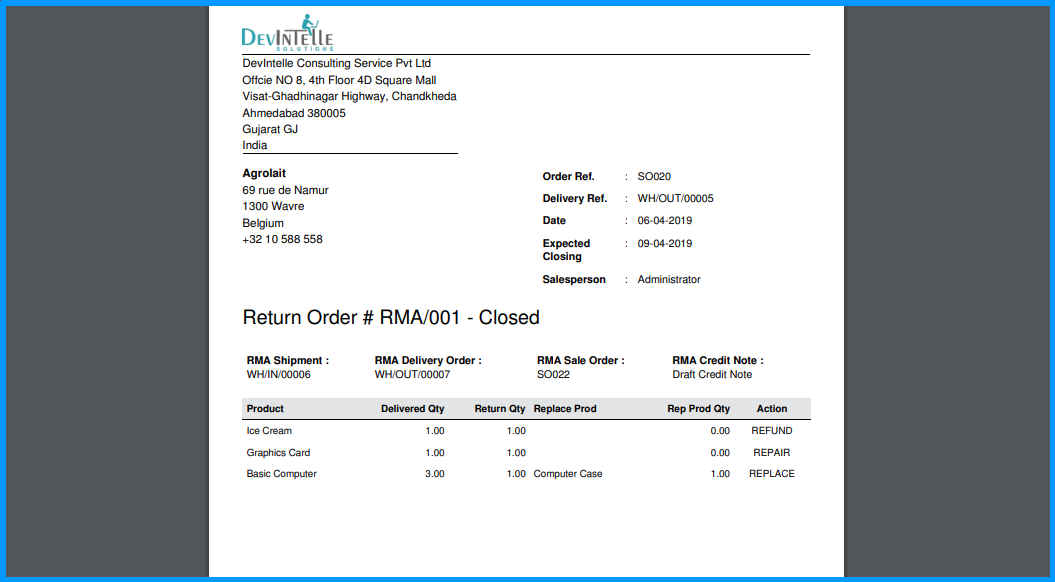 DEVINTELLE
SOLUTIONS
DevIntelle Consulting Service Pvt Ltd
Offcie NO 8, 4th Floor 4D Square Mall
Visat-Ghadhinagar Highway, Chandkheda
Ahmedabad 380005
Gujarat GJ
India
Agrolait
69 rue de Namur
1300 Wavre
Belgium
+32 10 588 558
Order Ref. : SO020
Delivery Ref. : WH/OUT/00005
Date : 06-04-2019
Expected : 09-04-2019
Closing
Salesperson : Administrator
Return Order # RMA/001 - Closed
RMA Shipment : RMA Delivery Order : RMA Sale Order : RMA Credit Note :
WH/IN/00006 WH/OUT/00007 SO022 Draft Credit Note
Product Delivered Qty Return Qty Replace Prod Rep Prod Qty Action
Ice Cream 1.00 1.00 0.00 REFUND
Graphics Card 1.00 1.00 0.00 REPAIR
Basic Computer 3.00 1.00 Computer Case 1.00 REPLACE